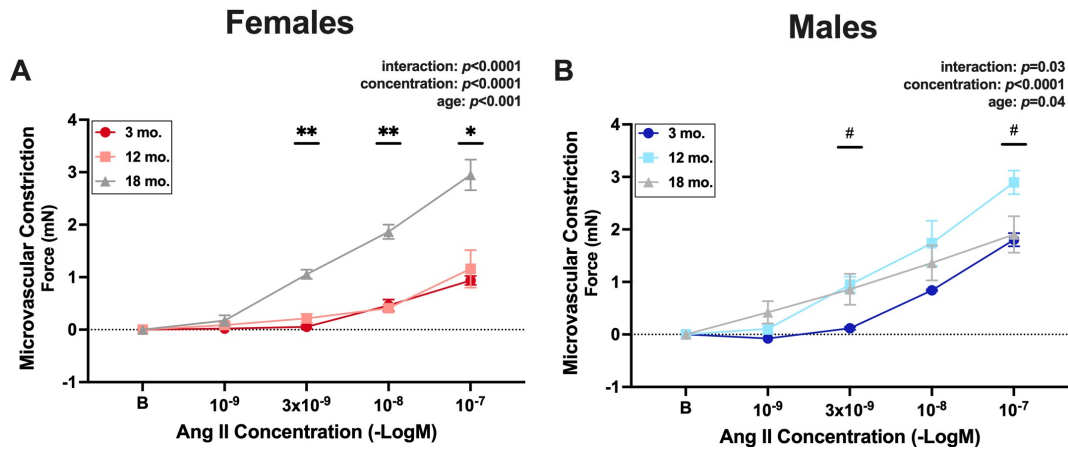 Females
A
interaction: p<0.0001
concentration: p<0.0001
age: p<0.001
Microvascular Constriction
Force (mN)
4
3
2
1
0
-1
3 mo.
12 mo.
18 mo.
**
**
*
B
10⁻⁹
3x10⁻⁹
10⁻⁸
10⁻⁷
Ang II Concentration (-LogM)
Males
B
interaction: p=0.03
concentration: p<0.0001
age: p=0.04
Microvascular Constriction
Force (mN)
4
3
2
1
0
-1
3 mo.
12 mo.
18 mo.
#
#
B
10⁻⁹
3x10⁻⁹
10⁻⁸
10⁻⁷
Ang II Concentration (-LogM)